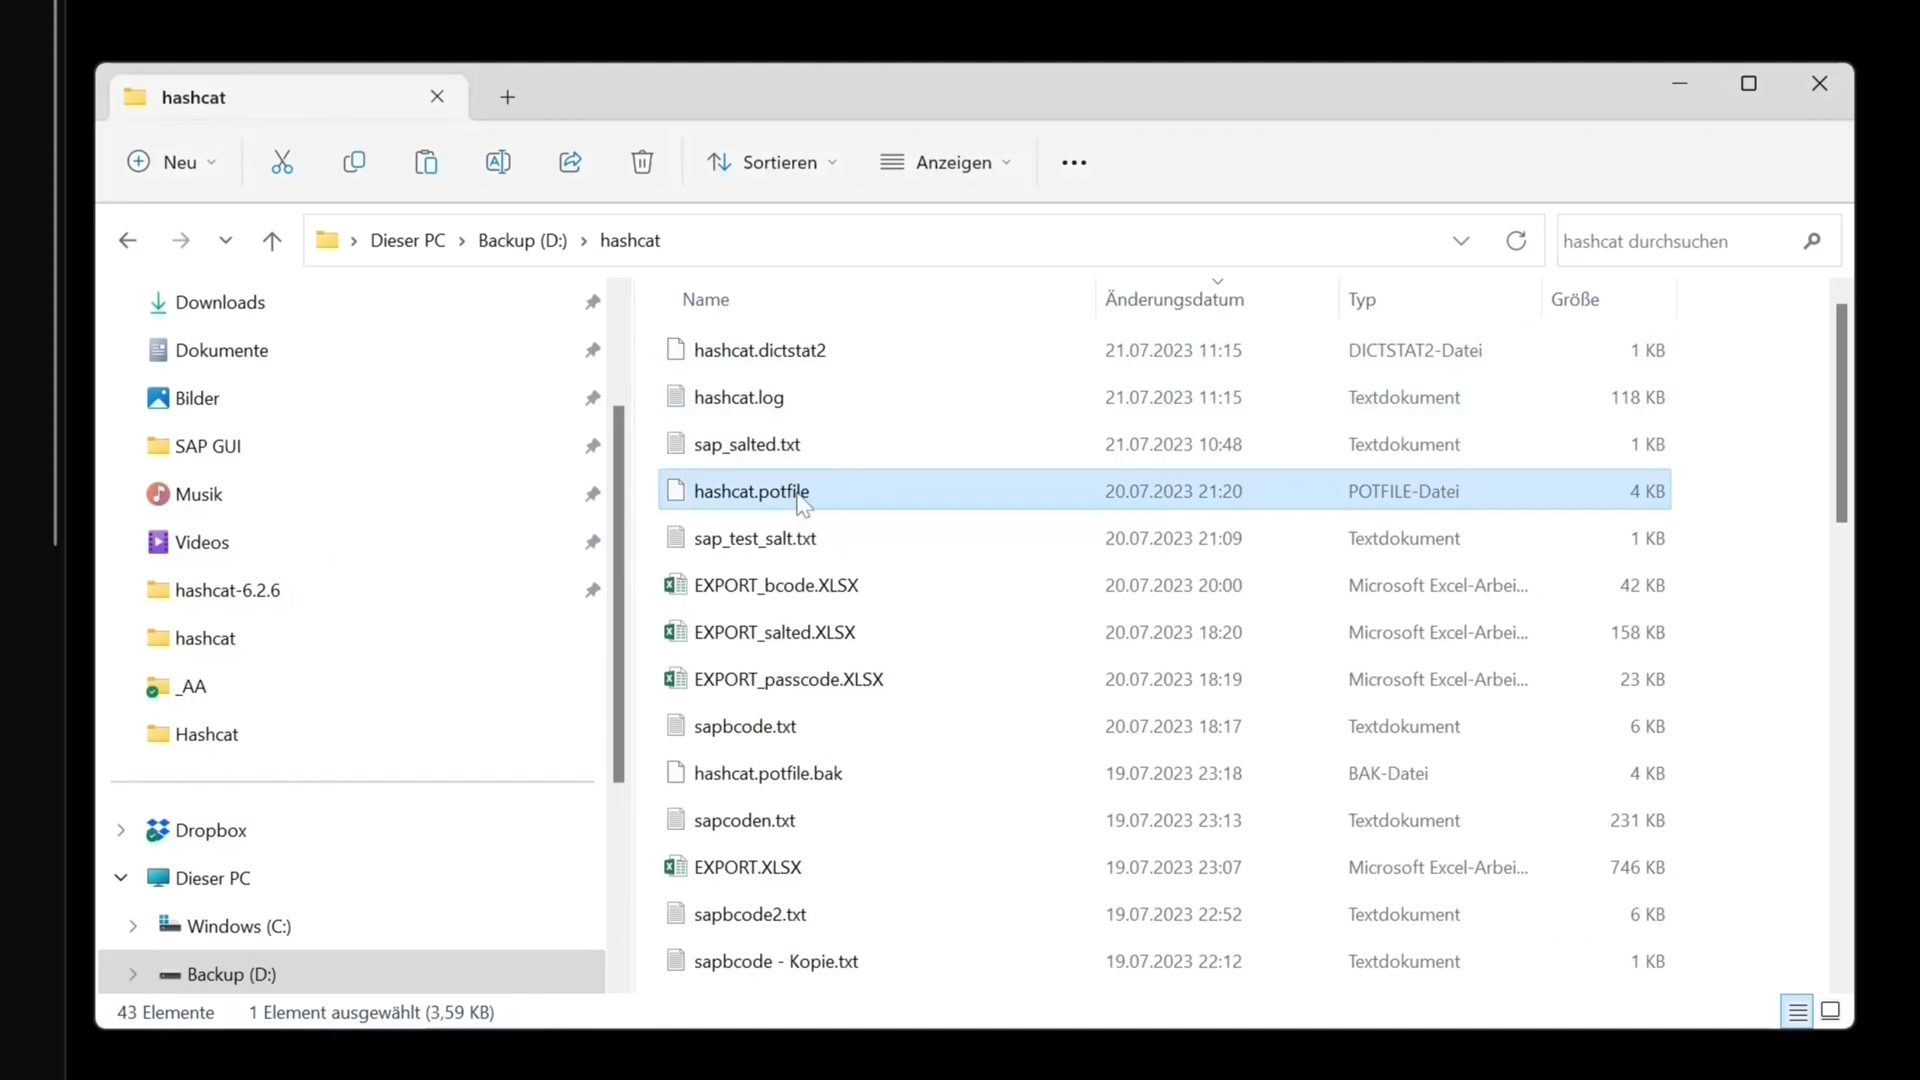 hashcat
Neu
Sortieren
Anzeigen
Dieser PC
Backup (D:)
hashcat
hashcat durchsuchen
Downloads
Dokumente
Bilder
SAP GUI
Musik
Videos
hashcat-6.2.6
hashcat
_AA
Hashcat
Dropbox
Dieser PC
Windows (C:)
Backup (D:)
Name Änderungsdatum Typ Größe
hashcat.dictstat2 21.07.2023 11:15 DICTSTAT2-Datei 1 KB
hashcat.log 21.07.2023 11:15 Textdokument 118 KB
sap_salted.txt 21.07.2023 10:48 Textdokument 1 KB
hashcat.potfile 20.07.2023 21:20 POTFILE-Datei 4 KB
sap_test_salt.txt 20.07.2023 21:09 Textdokument 1 KB
EXPORT_bcode.XLSX 20.07.2023 20:00 Microsoft Excel-Arbei... 42 KB
EXPORT_salted.XLSX 20.07.2023 18:20 Microsoft Excel-Arbei... 158 KB
EXPORT_passcode.XLSX 20.07.2023 18:19 Microsoft Excel-Arbei... 23 KB
sapbcode.txt 20.07.2023 18:17 Textdokument 6 KB
hashcat.potfile.bak 19.07.2023 23:18 BAK-Datei 4 KB
sapcoden.txt 19.07.2023 23:13 Textdokument 231 KB
EXPORT.XLSX 19.07.2023 23:07 Microsoft Excel-Arbei... 746 KB
sapbcode2.txt 19.07.2023 22:52 Textdokument 6 KB
sapbcode - Kopie.txt 19.07.2023 22:12 Textdokument 1 KB
43 Elemente 1 Element ausgewählt (3,59 KB)